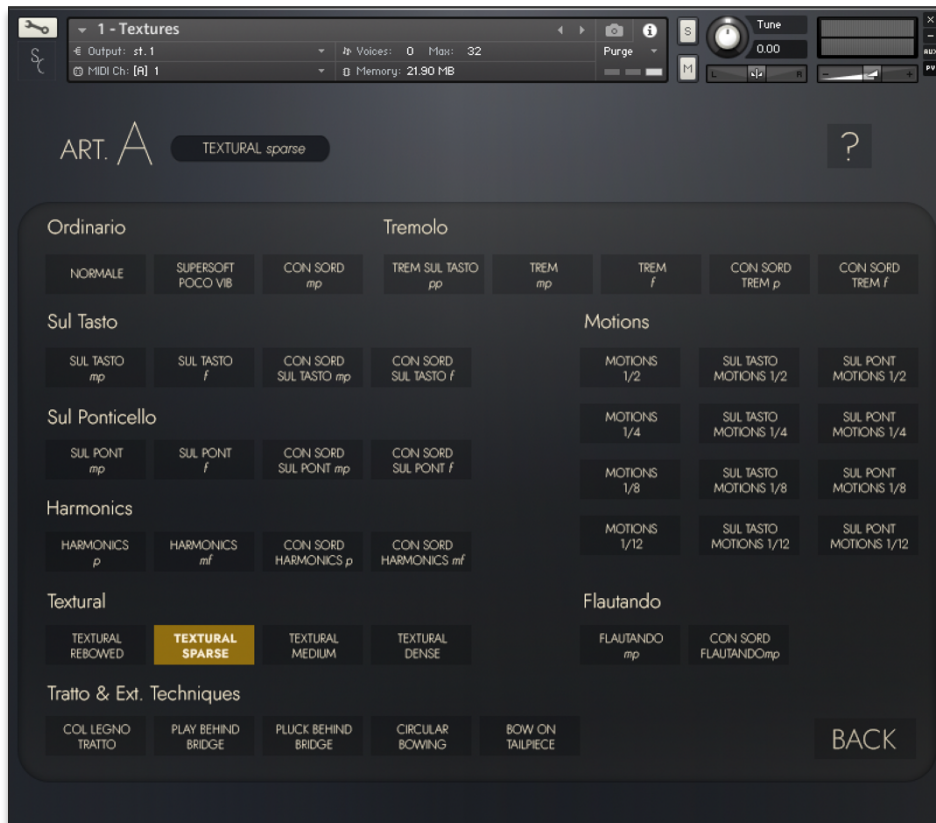 1 - Textures
Output: st.1
Voices: 0 Max: 32
Purge
MIDI Ch: [A] 1
Memory: 21.90 MB
S
M
Tune
0.00
L
R
-
+
×
-
AUX
PV
SC
ART. A
TEXTURAL sparse
?
Ordinario
Tremolo
NORMALE
SUPERSOFT
POCO VIB
CON SORD
mp
TREM SUL TASTO
pp
TREM
mp
TREM
f
CON SORD
TREM p
CON SORD
TREM f
Sul Tasto
Motions
SUL TASTO
mp
SUL TASTO
f
CON SORD
SUL TASTO mp
CON SORD
SUL TASTO f
MOTIONS
1/2
SUL TASTO
MOTIONS 1/2
SUL PONT
MOTIONS 1/2
MOTIONS
1/4
SUL TASTO
MOTIONS 1/4
SUL PONT
MOTIONS 1/4
Sul Ponticello
SUL PONT
mp
SUL PONT
f
CON SORD
SUL PONT mp
CON SORD
SUL PONT f
MOTIONS
1/8
SUL TASTO
MOTIONS 1/8
SUL PONT
MOTIONS 1/8
Harmonics
HARMONICS
p
HARMONICS
mf
CON SORD
HARMONICS p
CON SORD
HARMONICS mf
MOTIONS
1/12
SUL TASTO
MOTIONS 1/12
SUL PONT
MOTIONS 1/12
Textural
Flautando
TEXTURAL
REBOWED
TEXTURAL
SPARSE
TEXTURAL
MEDIUM
TEXTURAL
DENSE
FLAUTANDO
mp
CON SORD
FLAUTANDOmp
Tratto & Ext. Techniques
COL LEGNO
TRATTO
PLAY BEHIND
BRIDGE
PLUCK BEHIND
BRIDGE
CIRCULAR
BOWING
BOW ON
TAILPIECE
BACK